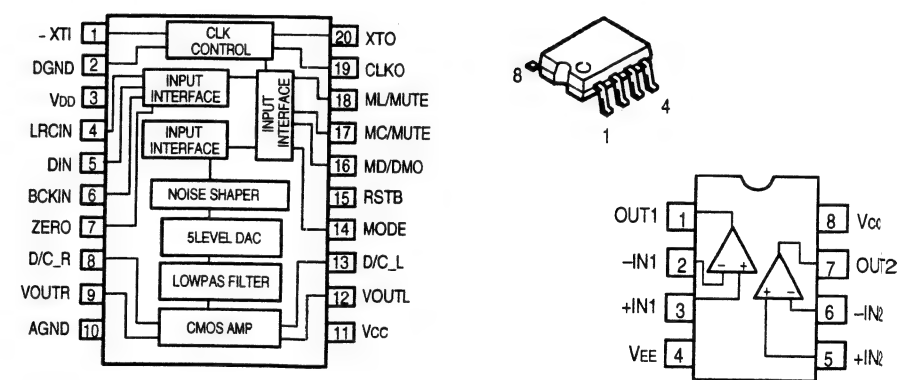 – XTI 1
DGND 2
VDD 3
LRCIN 4
DIN 5
BCKIN 6
ZERO 7
D/C_R 8
VOUTR 9
AGND 10
CLK
CONTROL
INPUT
INTERFACE
INPUT
INTERFACE
INPUT
INTERFACE
NOISE SHAPER
5LEVEL DAC
LOWPAS FILTER
CMOS AMP
20 XTO
19 CLKO
18 ML/MUTE
17 MC/MUTE
16 MD/DMO
15 RSTB
14 MODE
13 D/C_L
12 VOUTL
11 Vcc
8
4
1
OUT1 1
–IN1 2
+IN1 3
VEE 4
– +
+ –
8 Vcc
7 OUT2
6 –IN2
5 +IN2